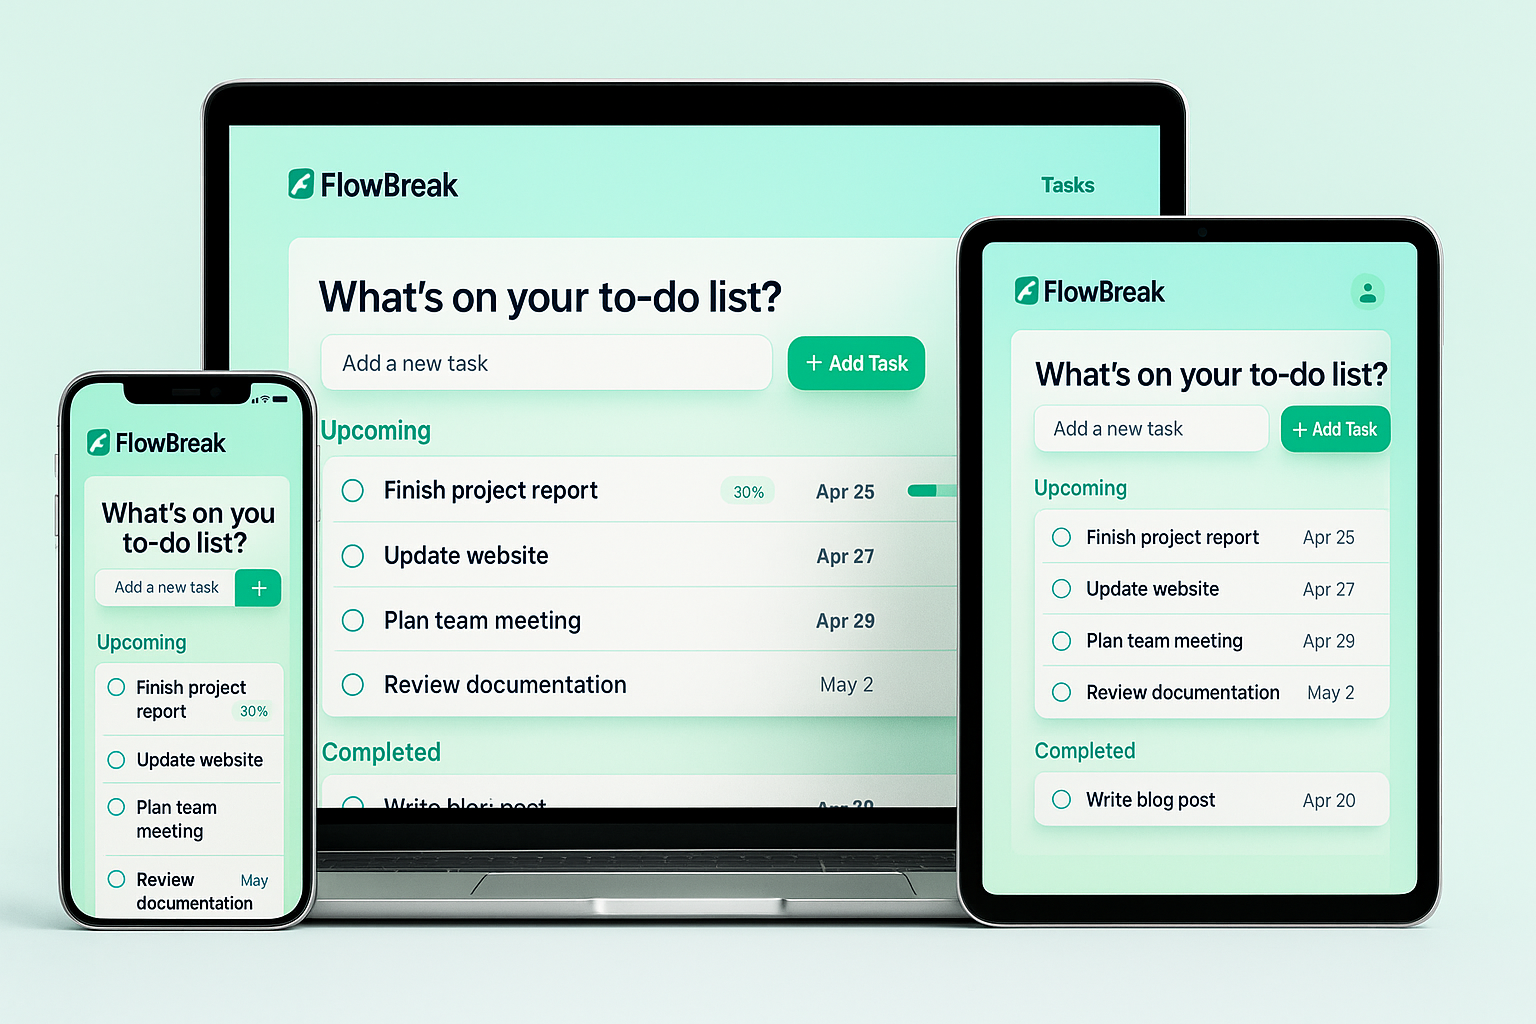 FlowBreak
Tasks
What's on your to-do list?
Add a new task
+ Add Task
Upcoming
Finish project report 30% Apr 25
Update website Apr 27
Plan team meeting Apr 29
Review documentation May 2
Completed
FlowBreak
What's on you
to-do list?
Add a new task +
Upcoming
Finish project
report 30%
Update website
Plan team
meeting
Review May
documentation
FlowBreak
What's on your to-do list?
Add a new task
+ Add Task
Upcoming
Finish project report Apr 25
Update website Apr 27
Plan team meeting Apr 29
Review documentation May 2
Completed
Write blog post Apr 20